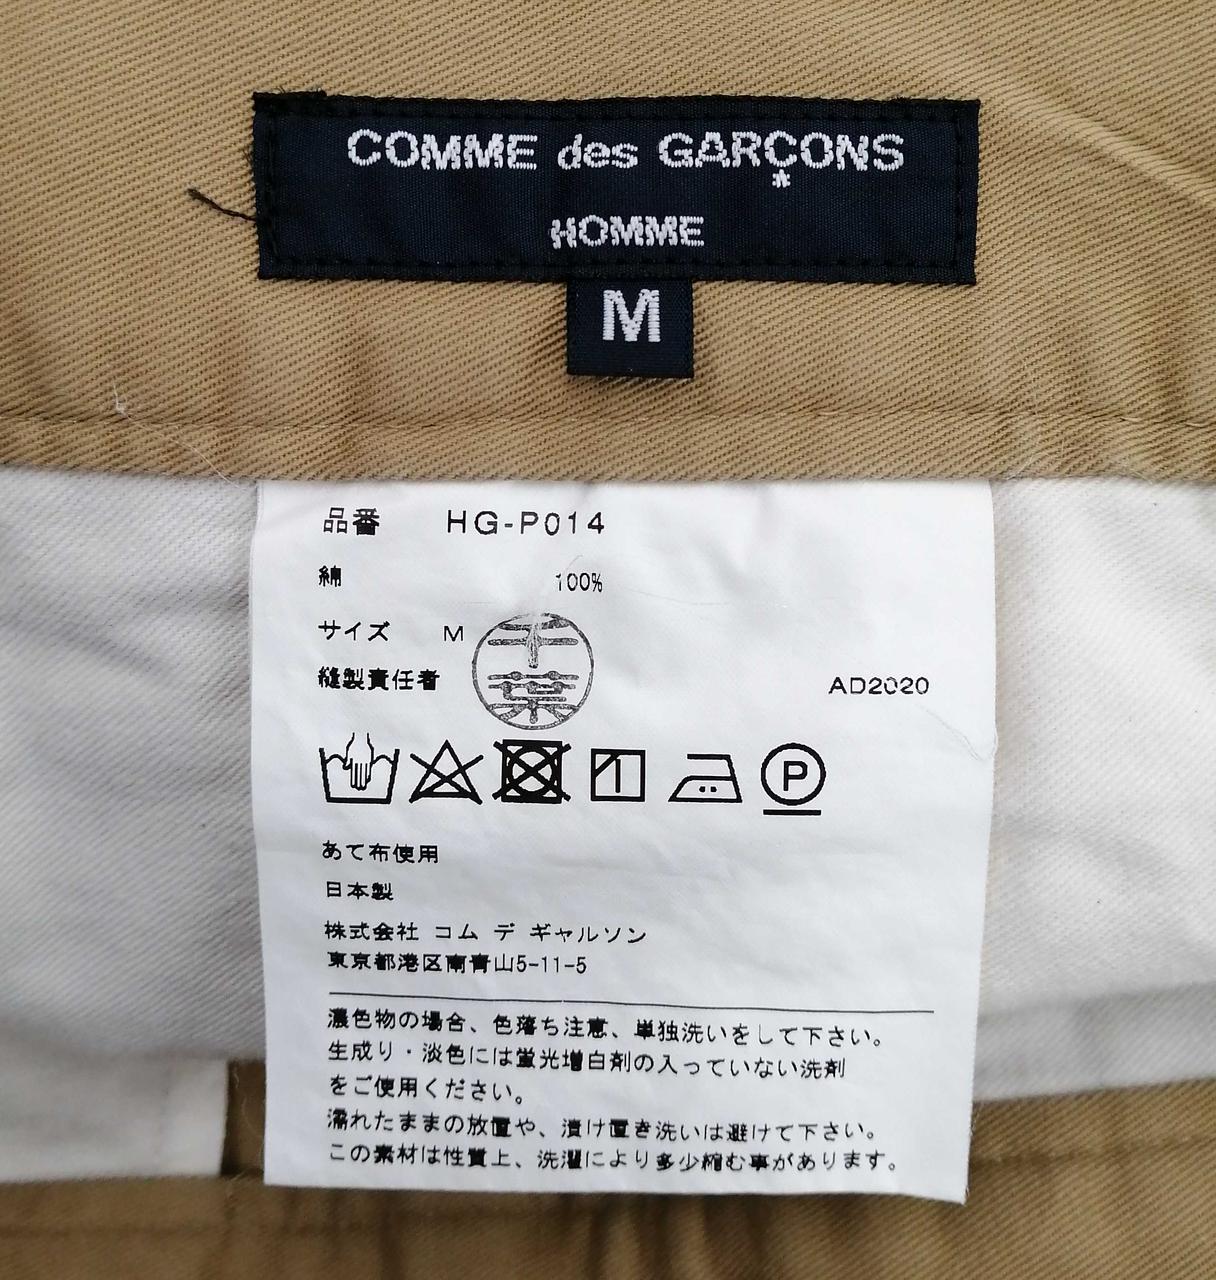 COMME des GARÇONS
HOMME
M
品番 HG-P014
綿 100%
サイズ M
千葉
縫製責任者 AD2020
P
あて布使用
日本製
株式会社 コム デ ギャルソン
東京都港区南青山5-11-5
濃色物の場合、色落ち注意、単独洗いをして下さい。
生成り・淡色には蛍光増白剤の入っていない洗剤
をご使用ください。
濡れたままの放置や、漬け置き洗いは避けて下さい。
この素材は性質上、洗濯により多少縮む事があります。